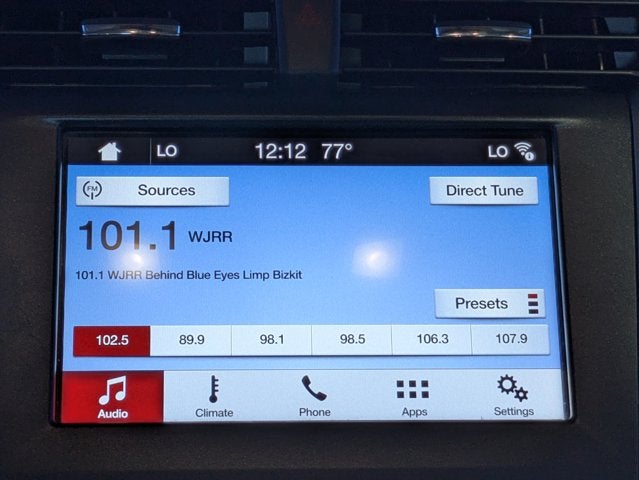 LO 12:12 77° LO
FM Sources Direct Tune
101.1 WJRR
101.1 WJRR Behind Blue Eyes Limp Bizkit
Presets
102.5 89.9 98.1 98.5 106.3 107.9
Audio Climate Phone Apps Settings